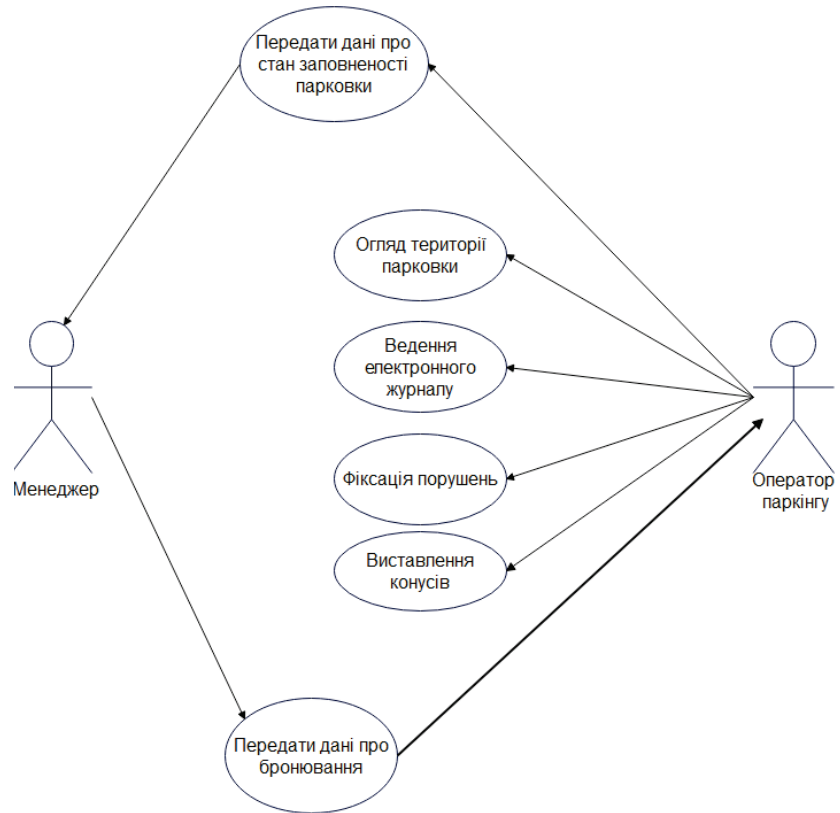 Передати дані про
стан заповнености
парковки
Огляд території
парковки
Ведення
електронного
журналу
Фіксація порушень
Менеджер
Оператор
паркінгу
Виставлення
конусів
Передати дані про
бронювання